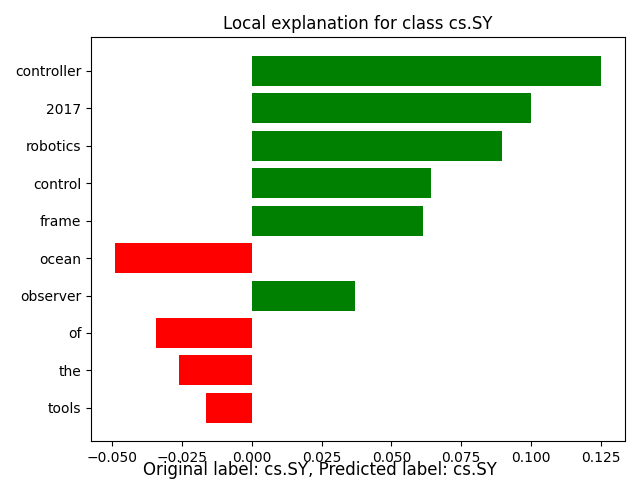 Local explanation for class cs.SY
controller
2017
robotics
control
frame
ocean
observer
of
the
tools
−0.050 −0.025 0.000 0.025 0.050 0.075 0.100 0.125
Original label: cs.SY, Predicted label: cs.SY